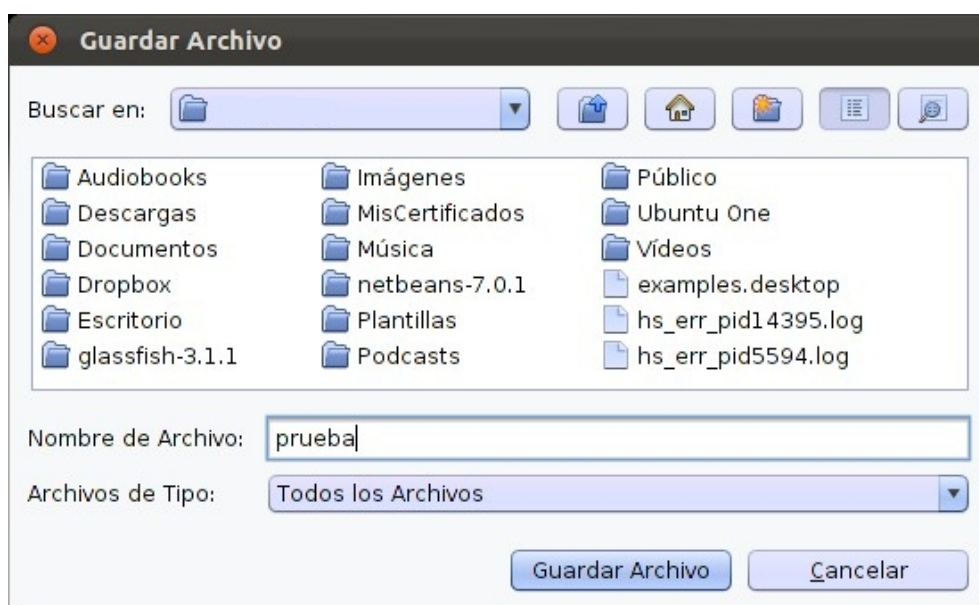 Guardar Archivo
Buscar en:
Audiobooks Imágenes Público
Descargas MisCertificados Ubuntu One
Documentos Música Vídeos
Dropbox netbeans-7.0.1 examples.desktop
Escritorio Plantillas hs_err_pid14395.log
glassfish-3.1.1 Podcasts hs_err_pid5594.log
Nombre de Archivo: prueba
Archivos de Tipo: Todos los Archivos
Guardar Archivo Cancelar